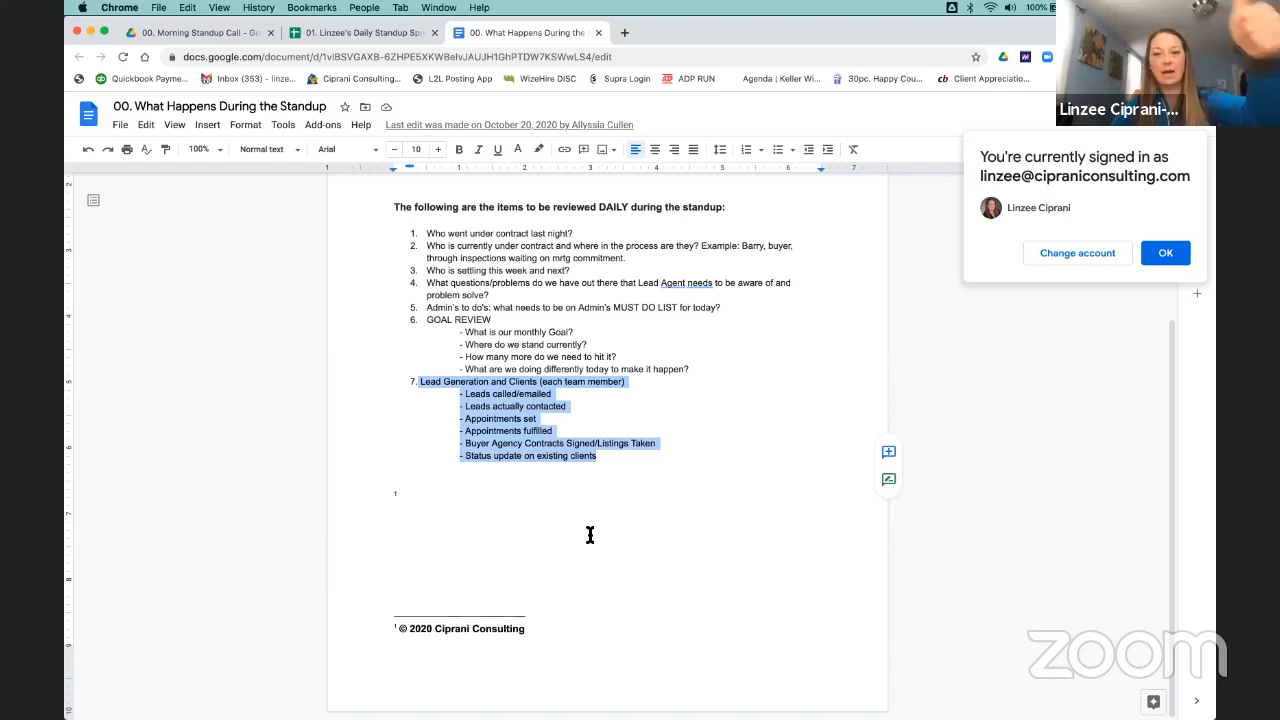 Chrome File Edit View History Bookmarks People Tab Window Help 100%
00. Morning Standup Call - Go
01. Linzee's Daily Standup Spre
00. What Happens During the
docs.google.com/document/d/1vlBSVGAXB-6ZHPE5XKWBelvJAUJH1GhPTDW7KSWwL5I/edit
Quickbook Payme...
Inbox (353) - linze...
Ciprani Consulting...
L2L Posting App
WizeHire DISC
Supra Login
ADP RUN
Agenda | Keller Wi...
30pc. Happy Cou...
Client Appreciatio...
Linzee Ciprani-...
00. What Happens During the Standup
File Edit View Insert Format Tools Add-ons Help Last edit was made on October 20, 2020 by Allyssia Cullen
100% Normal text Arial 10
You're currently signed in as
linzee@cipraniconsulting.com
Linzee Ciprani
Change account OK
The following are the items to be reviewed DAILY during the standup:
1. Who went under contract last night?
2. Who is currently under contract and where in the process are they? Example: Barry, buyer,
through inspections waiting on mrtg commitment.
3. Who is settling this week and next?
4. What questions/problems do we have out there that Lead Agent needs to be aware of and
problem solve?
5. Admin's to do's: what needs to be on Admin's MUST DO LIST for today?
6. GOAL REVIEW
- What is our monthly Goal?
- Where do we stand currently?
- How many more do we need to hit it?
- What are we doing differently today to make it happen?
7. Lead Generation and Clients (each team member)
- Leads called/emailed
- Leads actually contacted
- Appointments set
- Appointments fulfilled
- Buyer Agency Contracts Signed/Listings Taken
- Status update on existing clients
1
1 © 2020 Ciprani Consulting
zoom